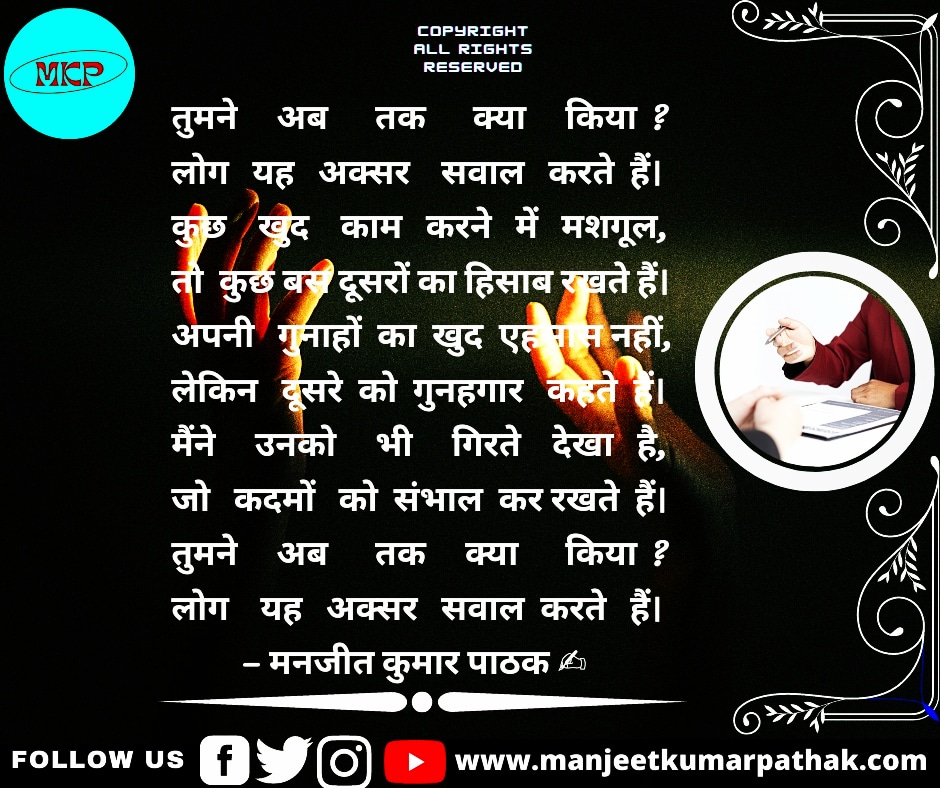 MKP
COPYRIGHT
ALL RIGHTS
RESERVED
तुमने अब तक क्या किया ?
लोग यह अक्सर सवाल करते हैं।
कुछ खुद काम करने में मशगूल,
तो कुछ बस दूसरों का हिसाब रखते हैं।
अपनी गुनाहों का खुद एहसास नहीं,
लेकिन दूसरे को गुनहगार कहते हैं।
मैंने उनको भी गिरते देखा है,
जो कदमों को संभाल कर रखते हैं।
तुमने अब तक क्या किया ?
लोग यह अक्सर सवाल करते हैं।
– मनजीत कुमार पाठक ✍
FOLLOW US www.manjeetkumarpathak.com